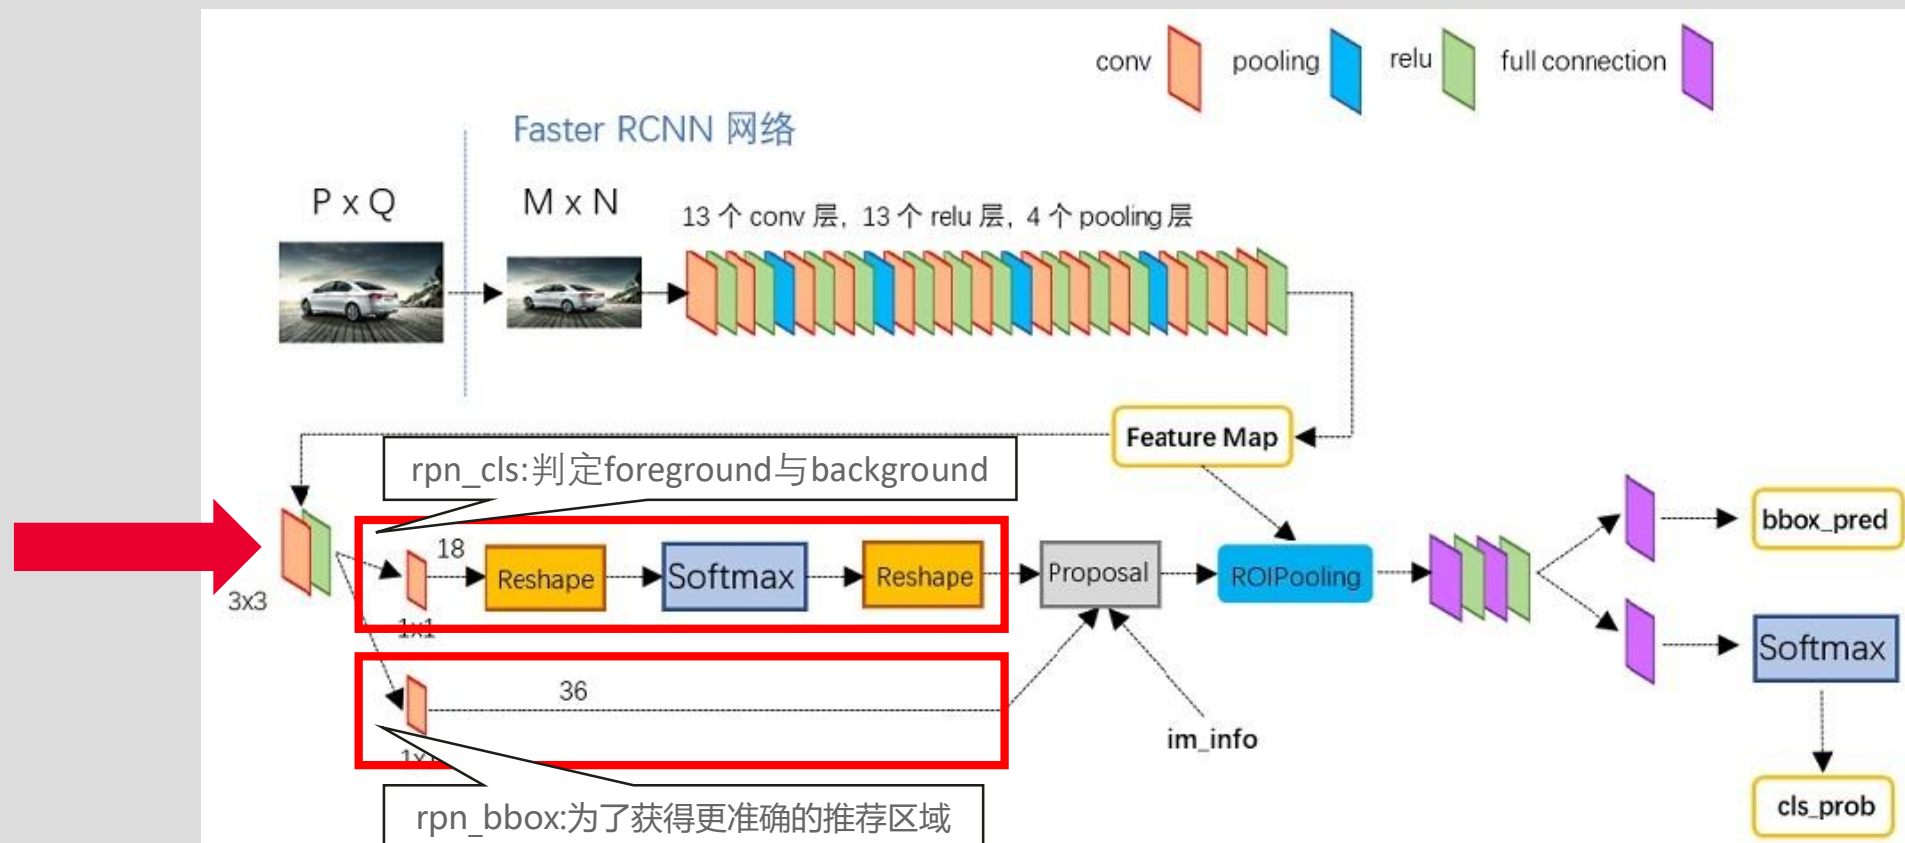 conv
pooling
relu
full connection
Faster RCNN 网络
P x Q
M x N
13 个 conv 层, 13 个 relu 层, 4 个 pooling 层
Feature Map
rpn_cls:判定foreground与background
3x3
18
1x1
Reshape
Softmax
Reshape
Proposal
ROIPooling
bbox_pred
Softmax
36
im_info
cls_prob
rpn_bbox:为了获得更准确的推荐区域